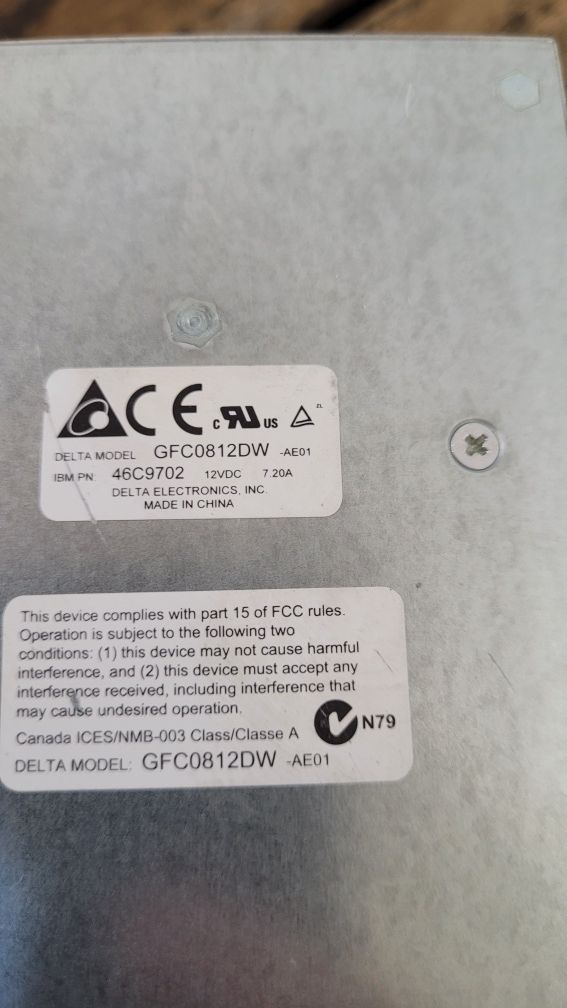 CE c RU US
DELTA MODEL GFC0812DW -AE01
IBM PN: 46C9702 12VDC 7.20A
DELTA ELECTRONICS, INC.
MADE IN CHINA
This device complies with part 15 of FCC rules.
Operation is subject to the following two
conditions: (1) this device may not cause harmful
interference, and (2) this device must accept any
interference received, including interference that
may cause undesired operation.
N79
Canada ICES/NMB-003 Class/Classe A
DELTA MODEL: GFC0812DW -AE01